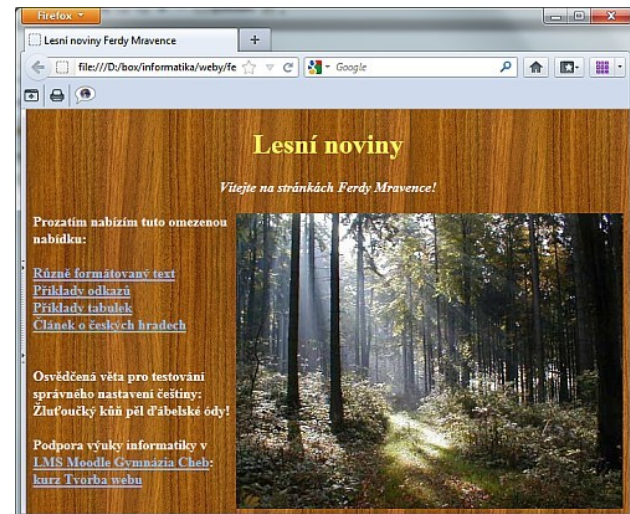 Firefox
Lesní noviny Ferdy Mravence
file:///D:/box/informatika/weby/fe
Google
Lesní noviny
Vítejte na stránkách Ferdy Mravence!
Prozatím nabízím tuto omezenou
nabídku:
Různě formátovaný text
Příklady odkazů
Příklady tabulek
Článek o českých hradech
Osvědčená věta pro testování
správného nastavení češtiny:
Žluťoučký kůň pěl ďábelské ódy!
Podpora výuky informatiky v
LMS Moodle Gymnázia Cheb:
kurz Tvorba webu